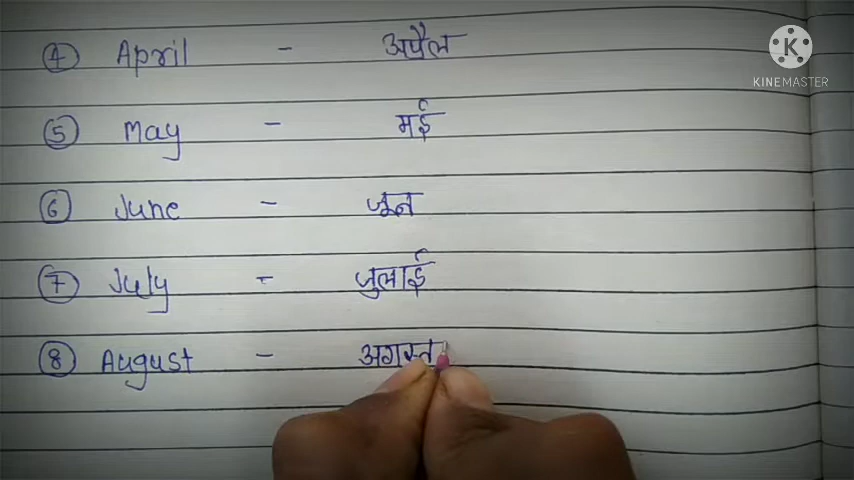 ④ April - अप्रैल
K
KINEMASTER
⑤ May - मई
⑥ June - जून
⑦ July - जुलाई
⑧ August - अगस्त